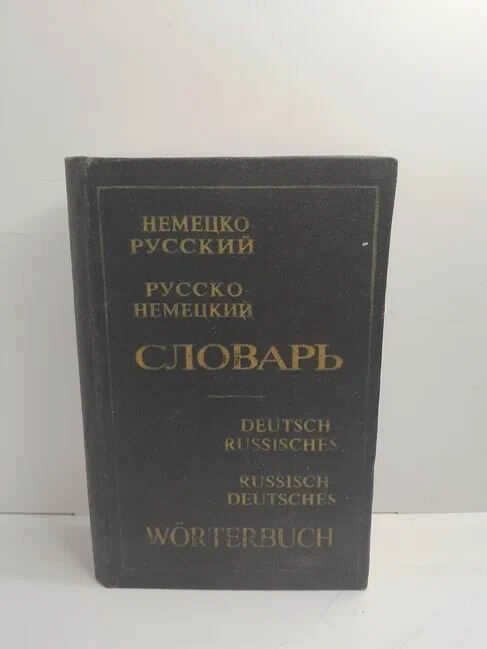 НЕМЕЦКО
РУССКИЙ
РУССКО-
НЕМЕЦКИЙ
СЛОВАРЬ
DEUTSCH
RUSSISCHES
RUSSISCH-
DEUTSCHES
WÖRTERBUCH